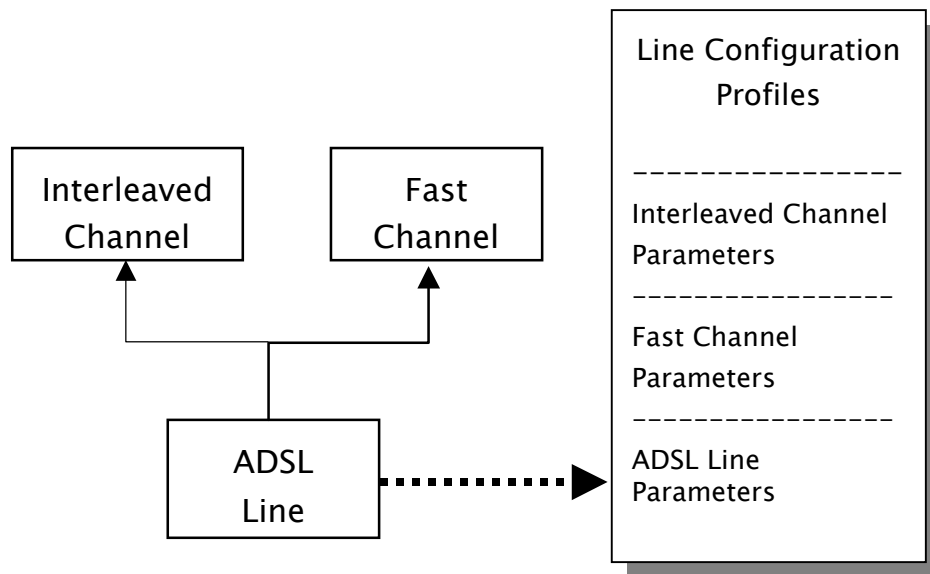 Line Configuration
Profiles
Interleaved
Channel
Fast
Channel
----------------
Interleaved Channel
Parameters
----------------
Fast Channel
Parameters
----------------
ADSL Line
Parameters
ADSL
Line